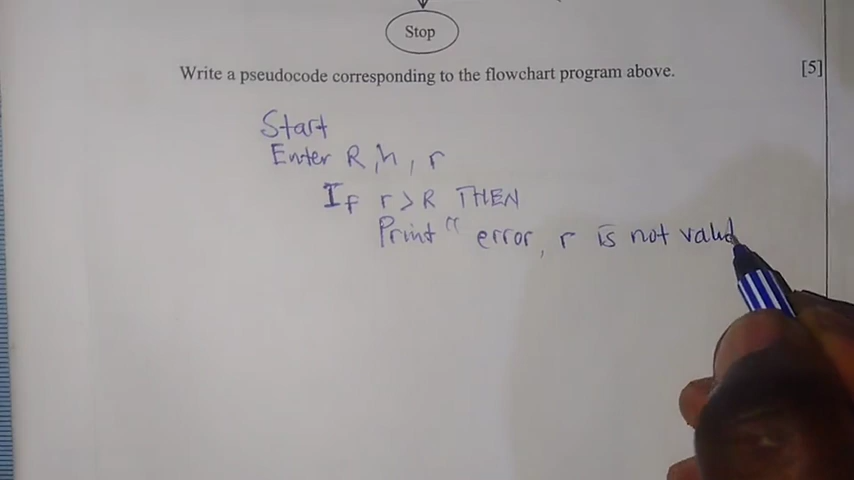 Stop
Write a pseudocode corresponding to the flowchart program above. [5]
Start
Enter R, h, r
If r > R THEN
Print " error, r is not valid